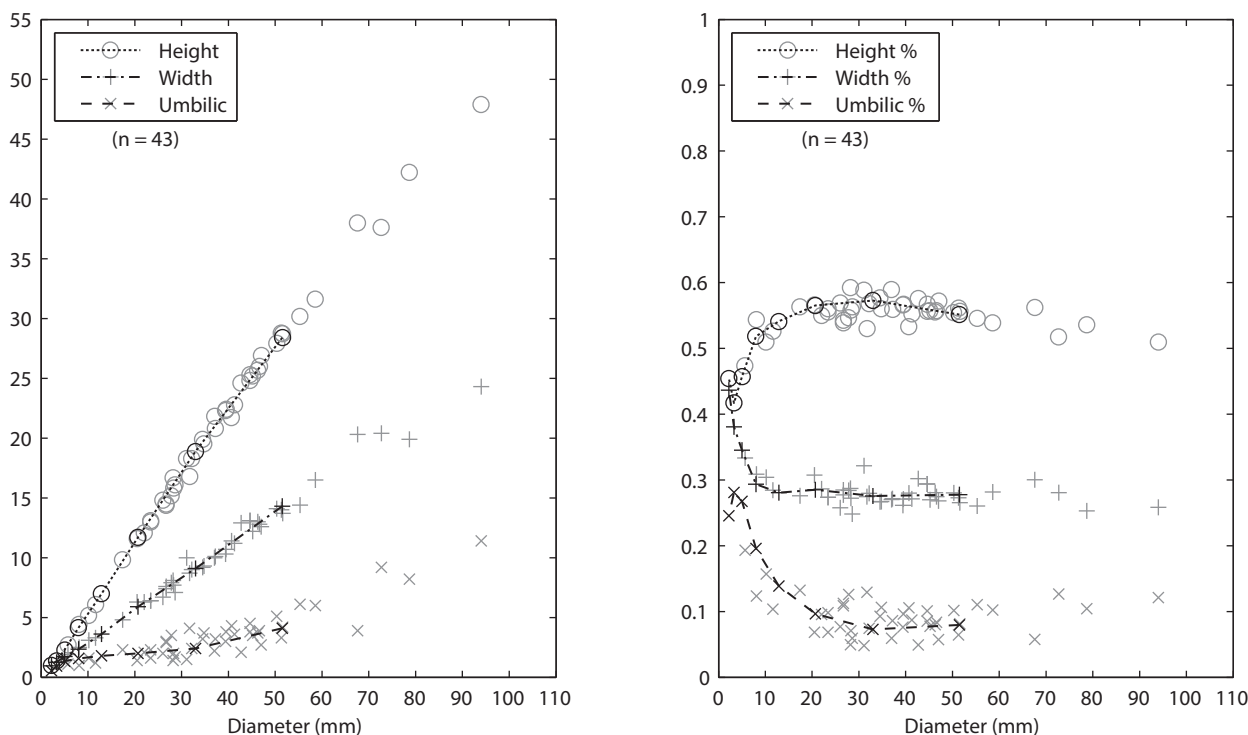 55
50
45
40
35
30
25
20
15
10
5
0
Height
Width
Umbilic
(n = 43)
0 10 20 30 40 50 60 70 80 90 100 110
Diameter (mm)
1
0.9
0.8
0.7
0.6
0.5
0.4
0.3
0.2
0.1
0
Height %
Width %
Umbilic %
(n = 43)
0 10 20 30 40 50 60 70 80 90 100 110
Diameter (mm)